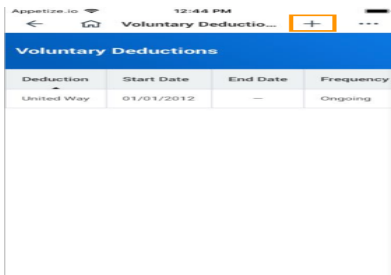 Appetize.io 12:44 PM
Voluntary Deductio... + ...
Voluntary Deductions
Deduction Start Date End Date Frequency
United Way 01/01/2012 — Ongoing